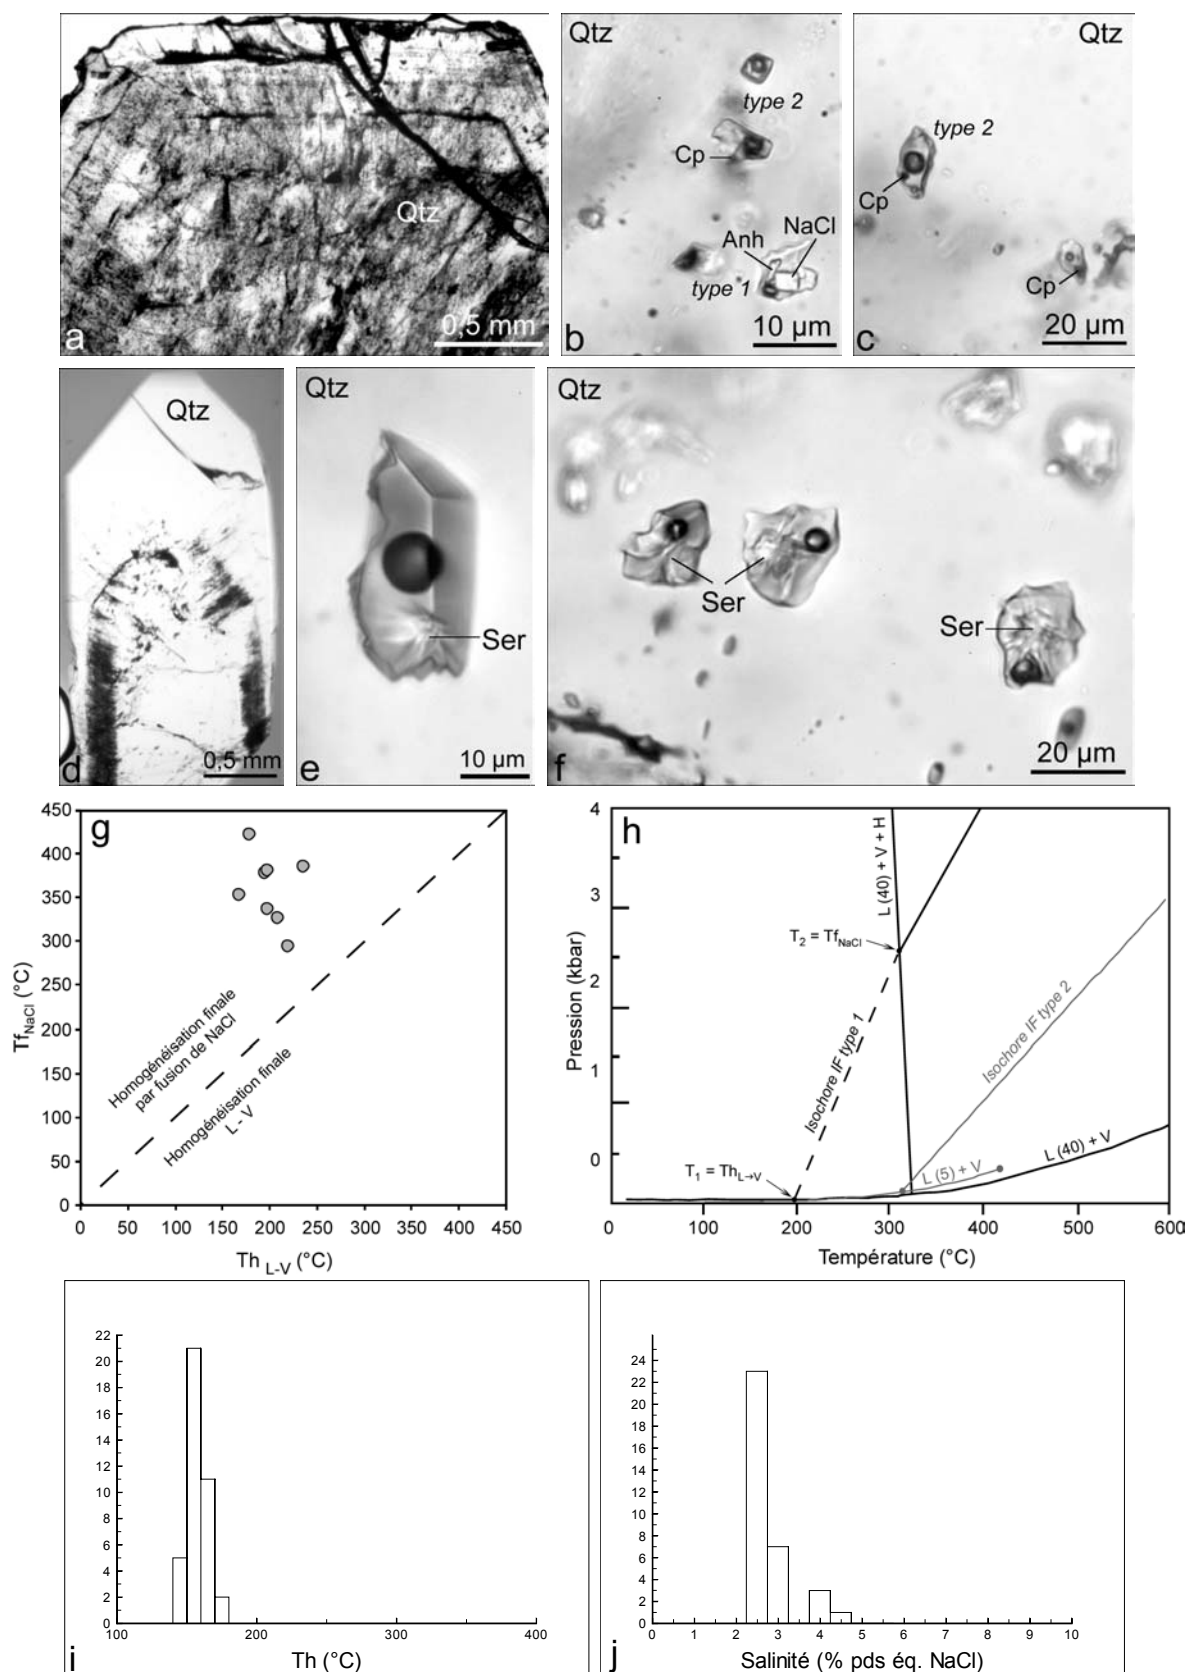 Qtz
a
0,5 mm
Qtz
type 2
Cp
Anh
NaCl
type 1
b
10 µm
Qtz
type 2
Cp
Cp
c
20 µm
Qtz
d
0,5 mm
Qtz
Ser
e
10 µm
Qtz
Ser
Ser
f
20 µm
g
450
400
350
300
250
200
150
100
50
0
Tf NaCl (°C)
Homogénéisation finale
par fusion de NaCl
Homogénéisation finale
L - V
0 50 100 150 200 250 300 350 400 450
Th L-V (°C)
h
4
3
2
1
0
Pression (kbar)
L (40) + V + H
T2 = TfNaCl
Isochore IF type 1
Isochore IF type 2
T1 = ThL→V
L (5) + V
L (40) + V
0 100 200 300 400 500 600
Température (°C)
22
20
18
16
14
12
10
8
6
4
2
0
100 200 300 400
i
Th (°C)
24
22
20
18
16
14
12
10
8
6
4
2
0
0 1 2 3 4 5 6 7 8 9 10
j
Salinité (% pds éq. NaCl)